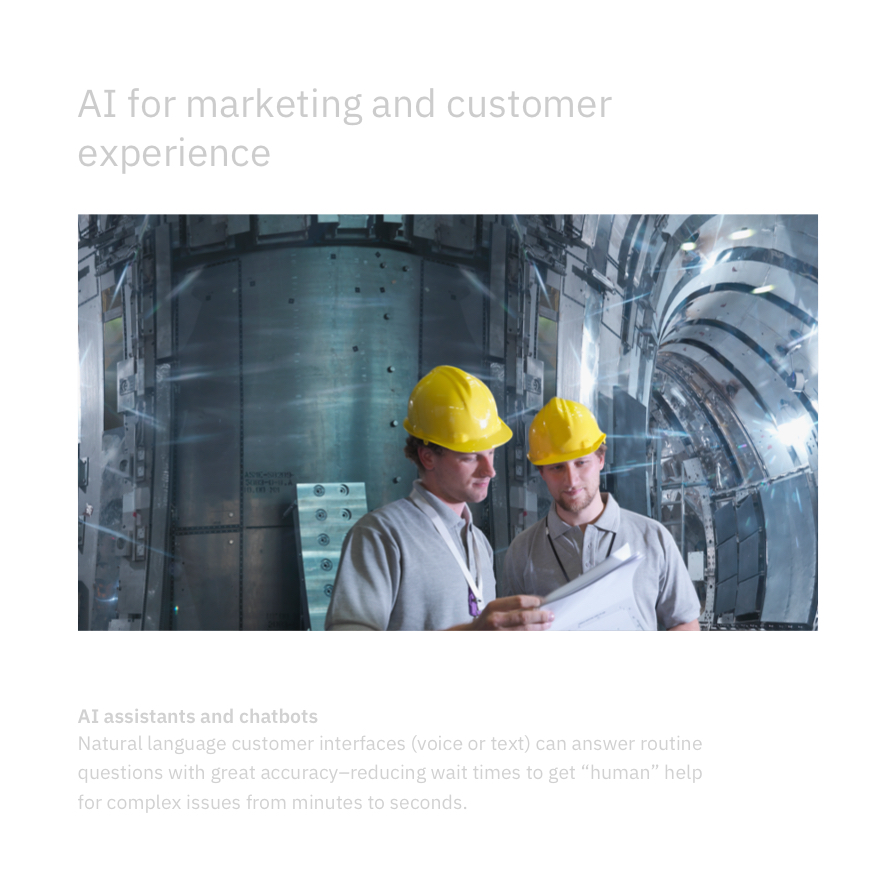 AI for marketing and customer
experience
AI assistants and chatbots
Natural language customer interfaces (voice or text) can answer routine
questions with great accuracy–reducing wait times to get “human” help
for complex issues from minutes to seconds.